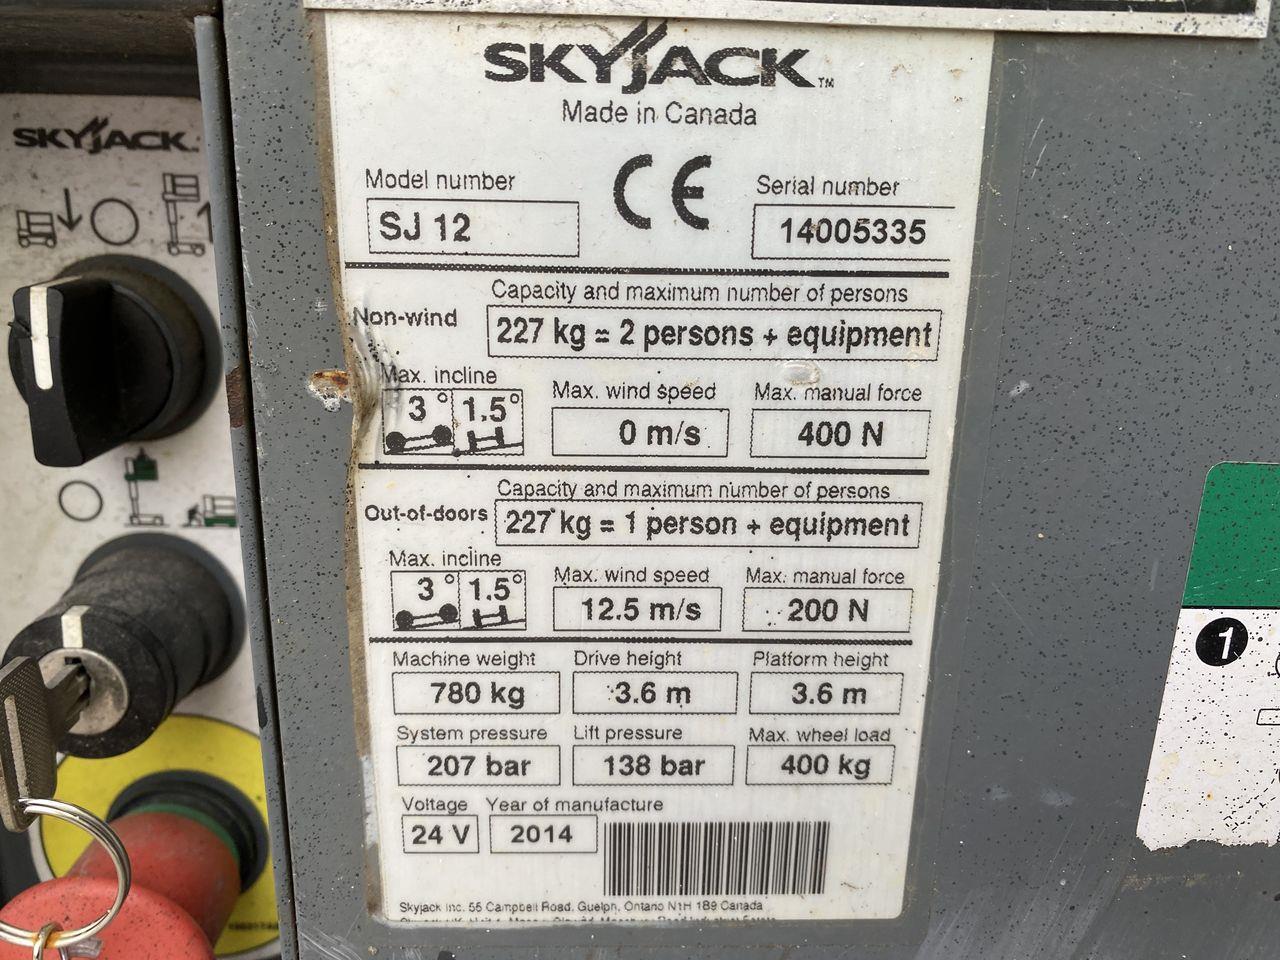 SKYJACK
SKYJACK™
Made in Canada
CE
Model number
SJ 12
Serial number
14005335
Non-wind
Capacity and maximum number of persons
227 kg = 2 persons + equipment
Max. incline
3° 1.5°
Max. wind speed
0 m/s
Max. manual force
400 N
Out-of-doors
Capacity and maximum number of persons
227 kg = 1 person + equipment
Max. incline
3° 1.5°
Max. wind speed
12.5 m/s
Max. manual force
200 N
Machine weight
780 kg
Drive height
3.6 m
Platform height
3.6 m
System pressure
207 bar
Lift pressure
138 bar
Max. wheel load
400 kg
Voltage
24 V
Year of manufacture
2014
Skyjack Inc. 55 Campbell Road. Guelph, Ontario N1H 1B9 Canada
1